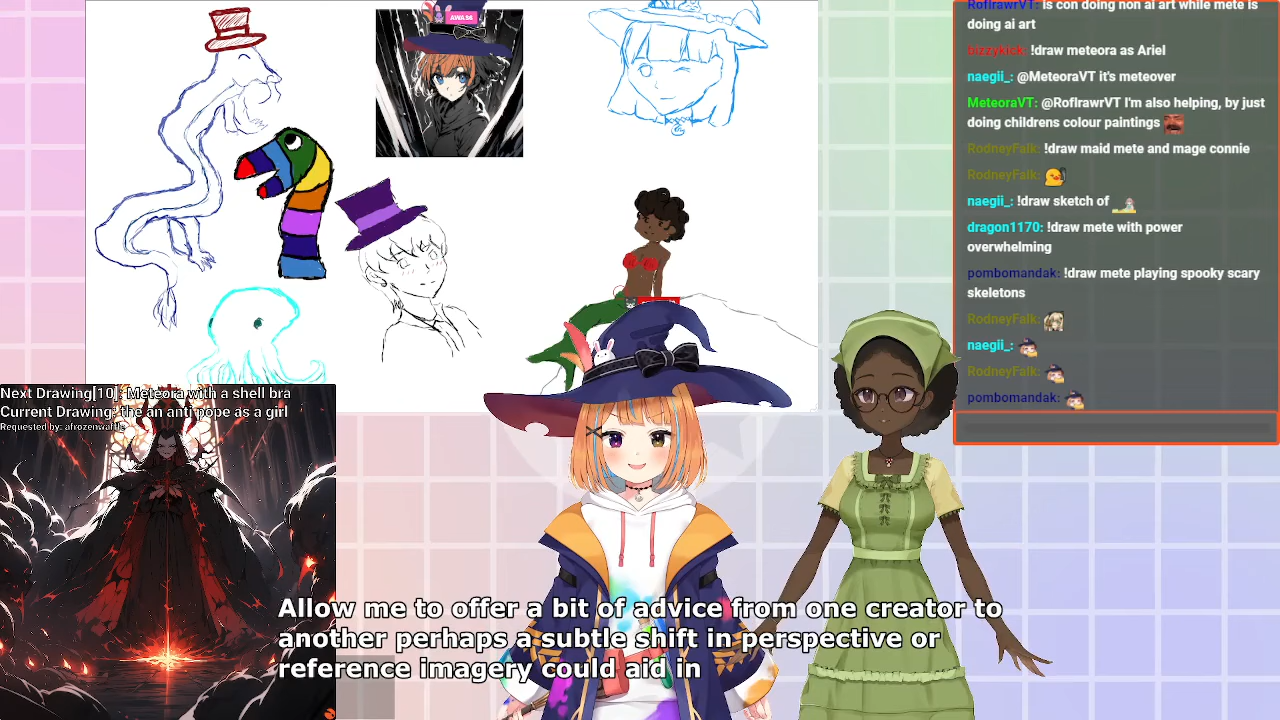 AWASE
RoflrawrVT: is con doing non ai art while mete is
doing ai art
bizzykick: !draw meteora as Ariel
naegii_: @MeteoraVT it's meteover
MeteoraVT: @RoflrawrVT I'm also helping, by just
doing childrens colour paintings
RodneyFalk: !draw maid mete and mage connie
RodneyFalk:
naegii_: !draw sketch of
dragon1170: !draw mete with power
overwhelming
pombomandak: !draw mete playing spooky scary
skeletons
RodneyFalk:
naegii_:
RodneyFalk:
pombomandak:
Next Drawing[10]: Meteora with a shell bra
Current Drawing: the an anti pope as a girl
Requested by: afrozenwaffle
Allow me to offer a bit of advice from one creator to
another perhaps a subtle shift in perspective or
reference imagery could aid in